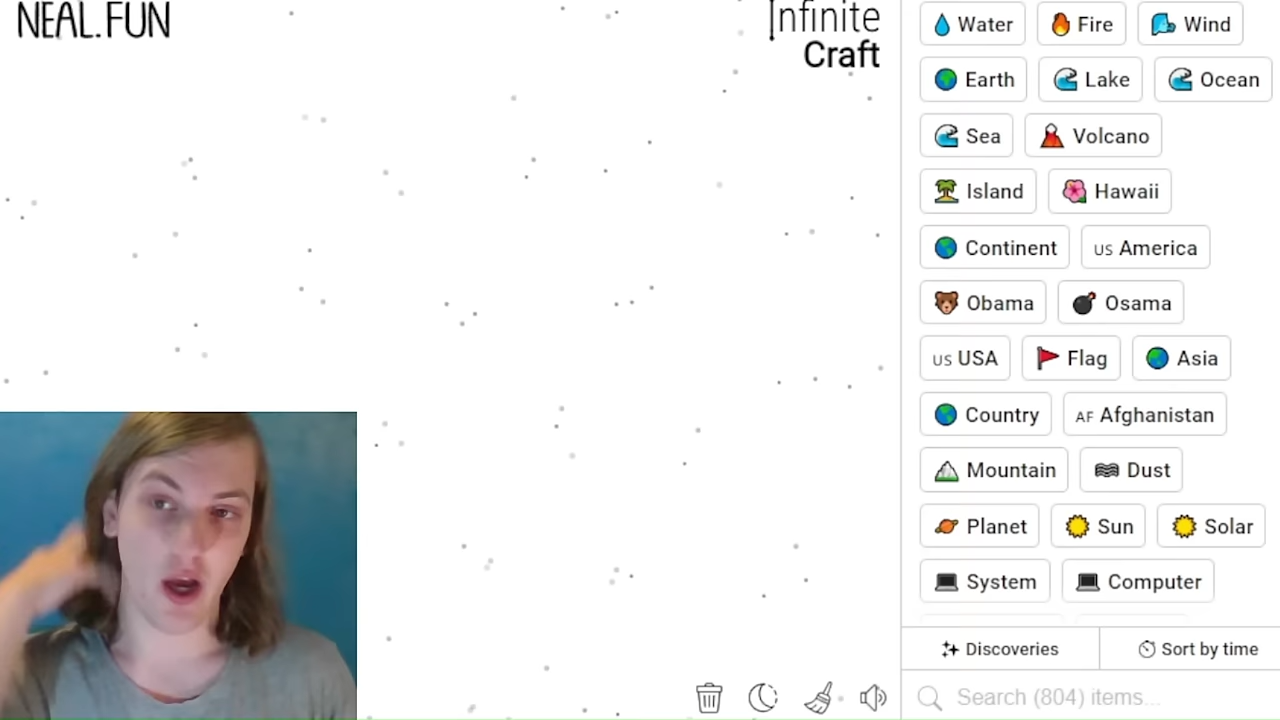 NEAL.FUN
Infinite
Craft
Water Fire Wind
Earth Lake Ocean
Sea Volcano
Island Hawaii
Continent US America
Obama Osama
US USA Flag Asia
Country AF Afghanistan
Mountain Dust
Planet Sun Solar
System Computer
Discoveries Sort by time
Search (804) items...